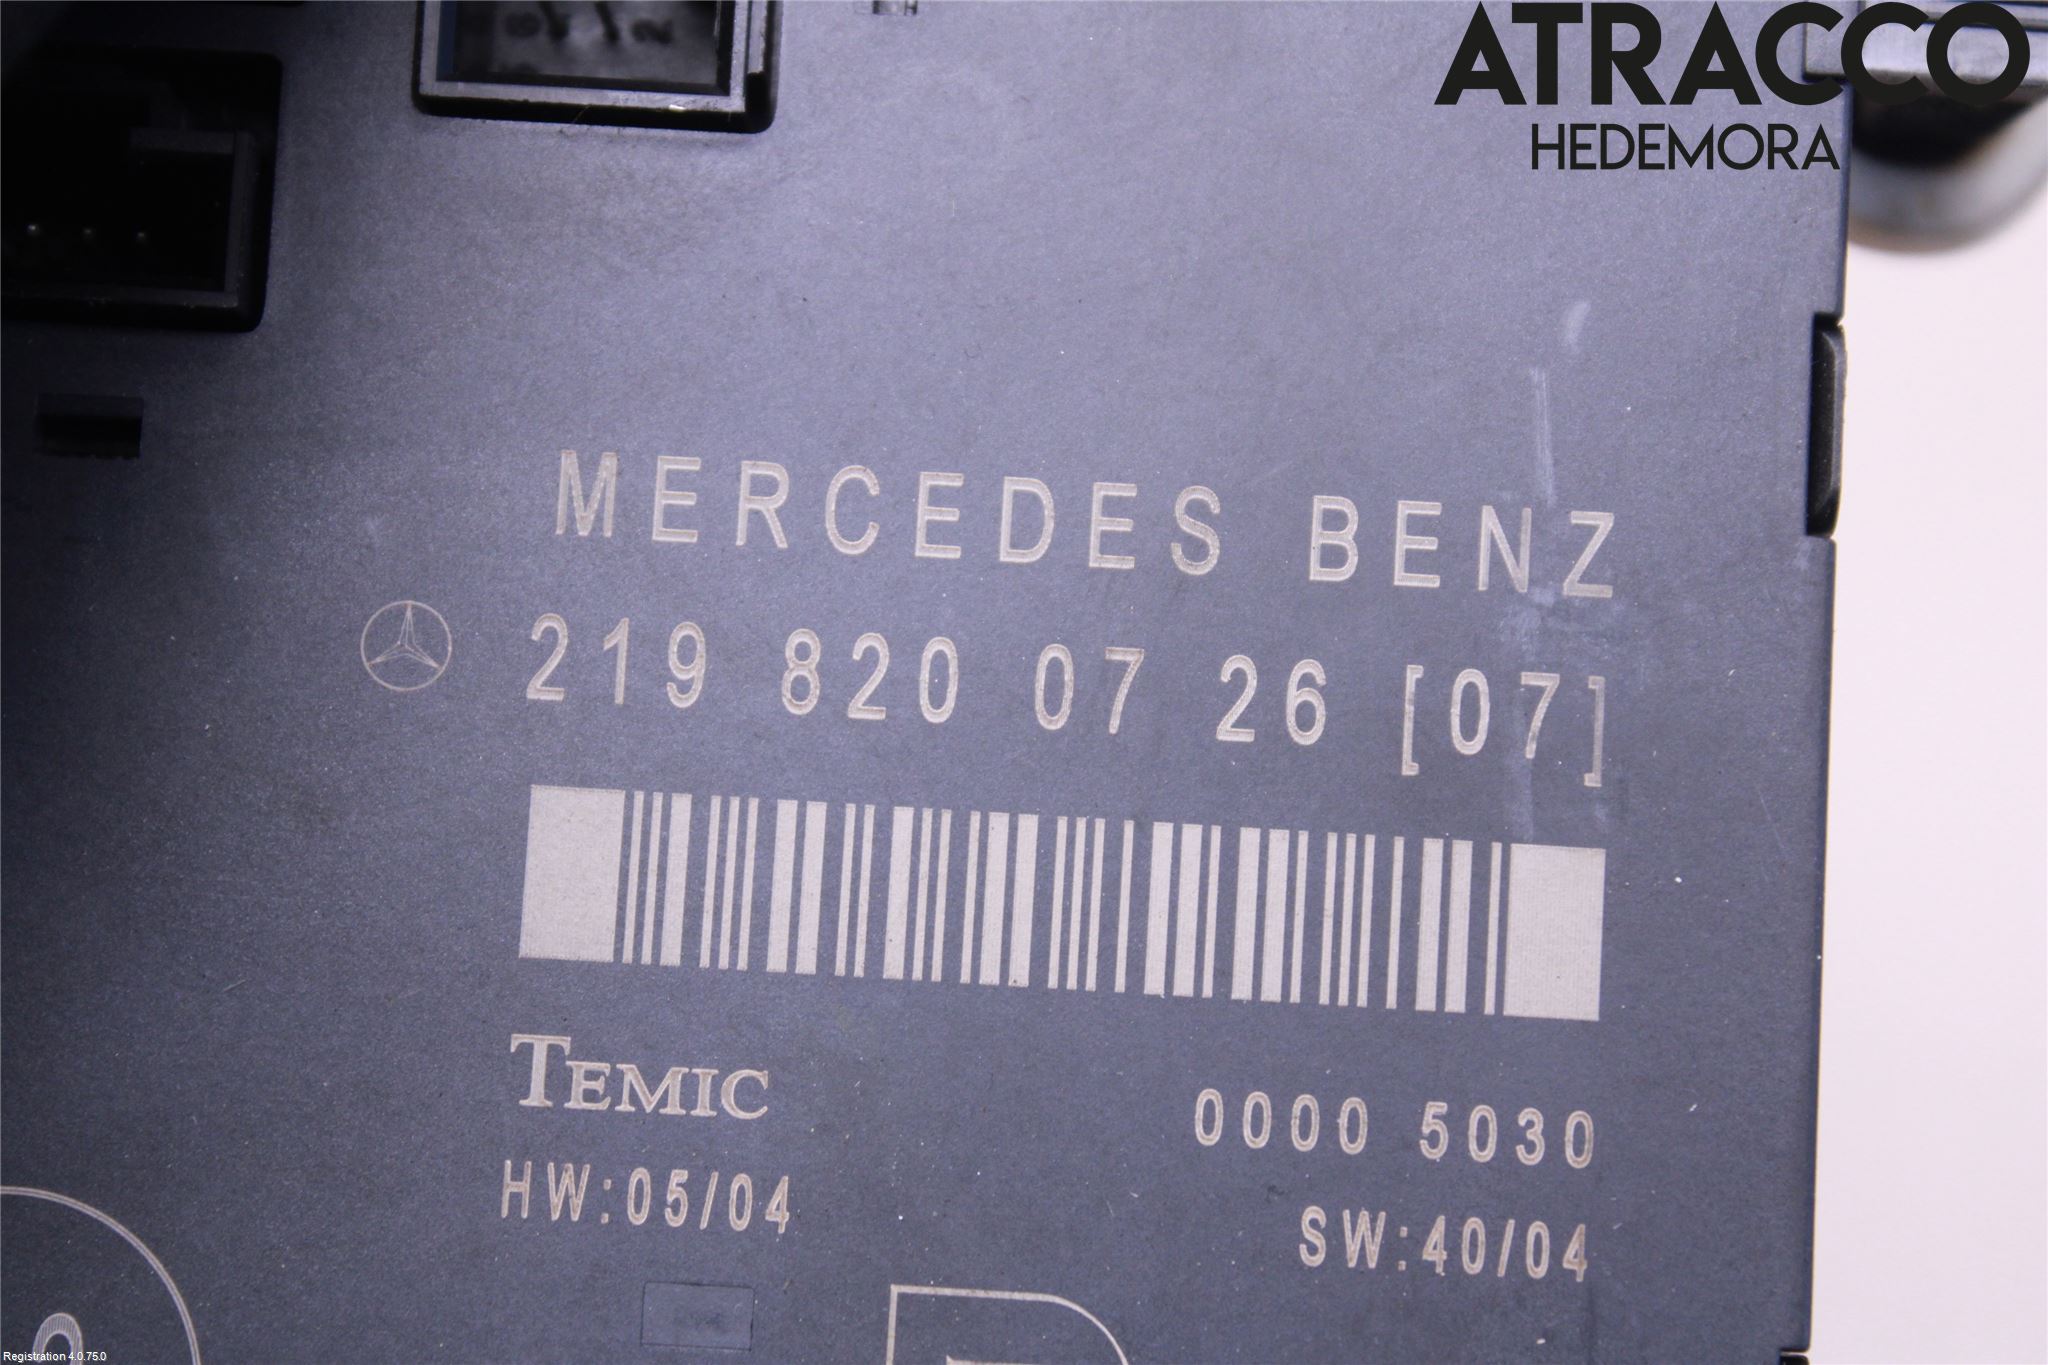 ATRACCO
HEDEMORA
MERCEDES BENZ
219 820 07 26 [07]
TEMIC
0000 5030
HW:05/04
SW:40/04
Registration 4.0.75.0